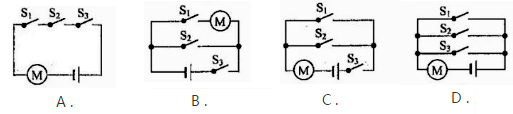 S₁ S₂ S₃
M
A.
S₁ M
S₂
S₃
B.
S₁
S₂
M S₃
C.
S₁
S₂
S₃
M
D.